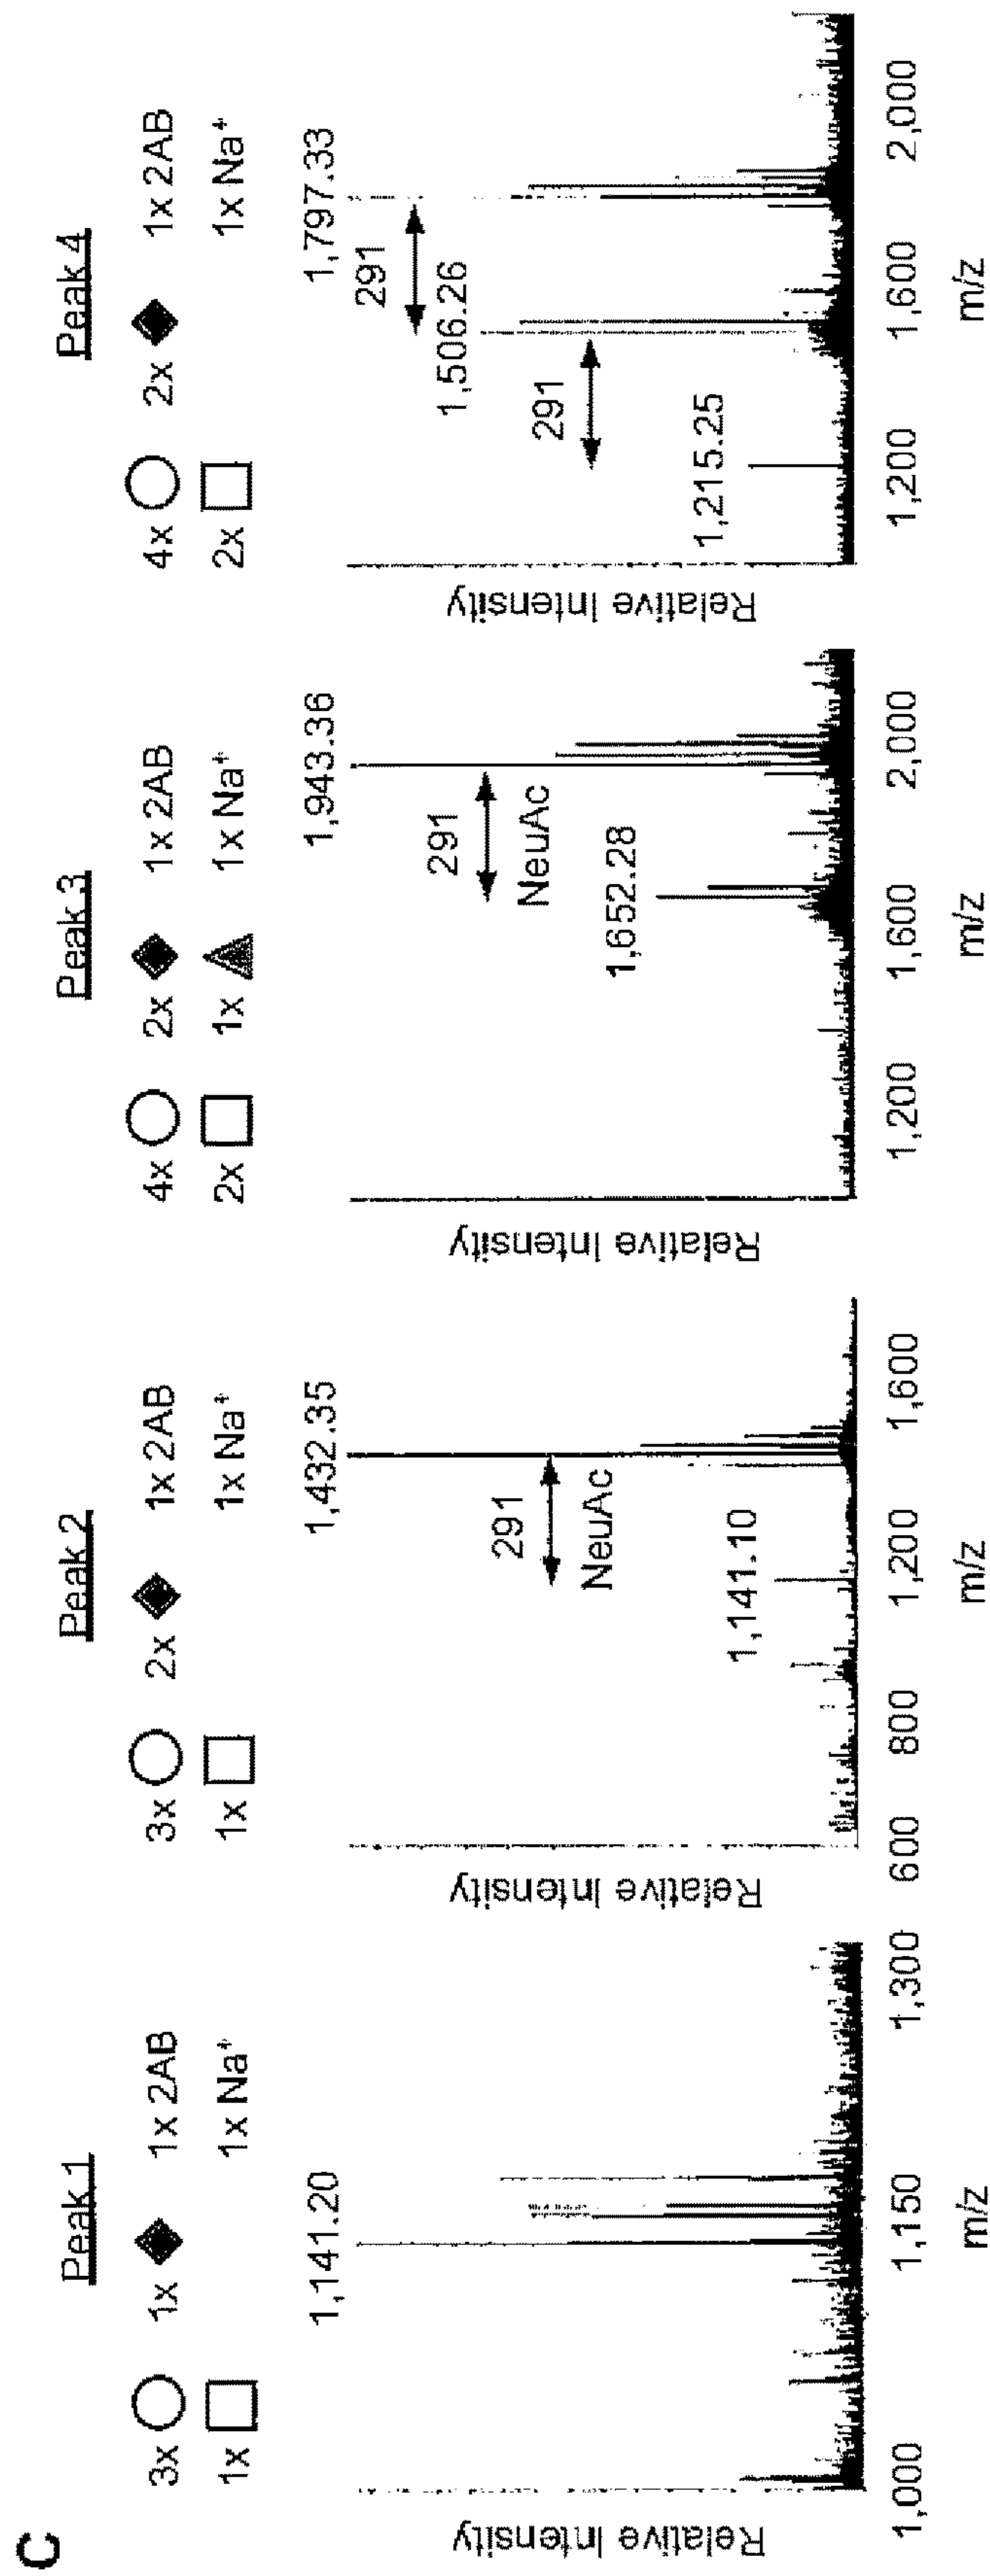 C
Peak 1
3x 1x 1x 2AB
1x 1x Na⁺
1,141.20
Relative Intensity
1,000 1,150 1,300
m/z
Peak 2
3x 2x 1x 2AB
1x 1x Na⁺
1,432.35
291
NeuAc
1,141.10
Relative Intensity
600 800 1,200 1,600
m/z
Peak 3
4x 2x 1x 2AB
2x 1x 1x Na⁺
1,943.36
291
NeuAc
1,652.28
Relative Intensity
1,200 1,600 2,000
m/z
Peak 4
4x 2x 1x 2AB
2x 1x Na⁺
1,797.33
291
1,506.26
291
1,215.25
Relative Intensity
1,200 1,600 2,000
m/z